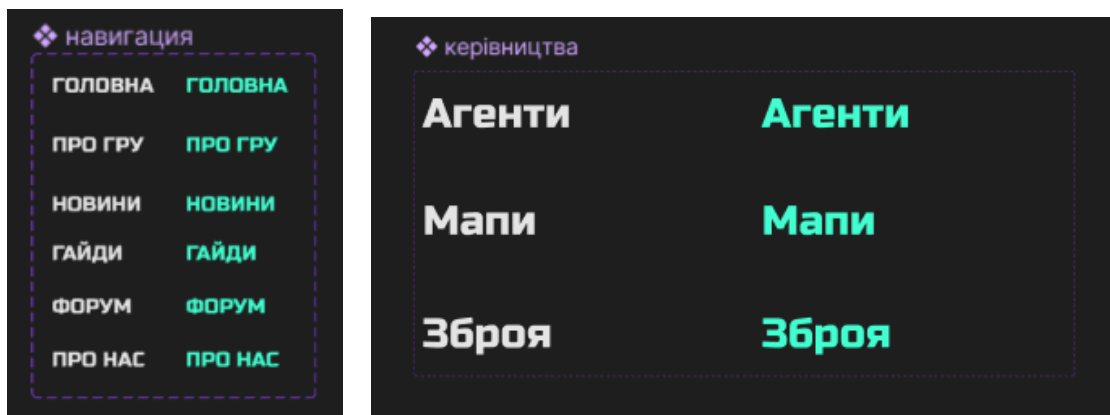 навигация
ГОЛОВНА ГОЛОВНА
ПРО ГРУ ПРО ГРУ
НОВИНИ НОВИНИ
ГАЙДИ ГАЙДИ
ФОРУМ ФОРУМ
ПРО НАС ПРО НАС
керівництва
Агенти Агенти
Мапи Мапи
Зброя Зброя